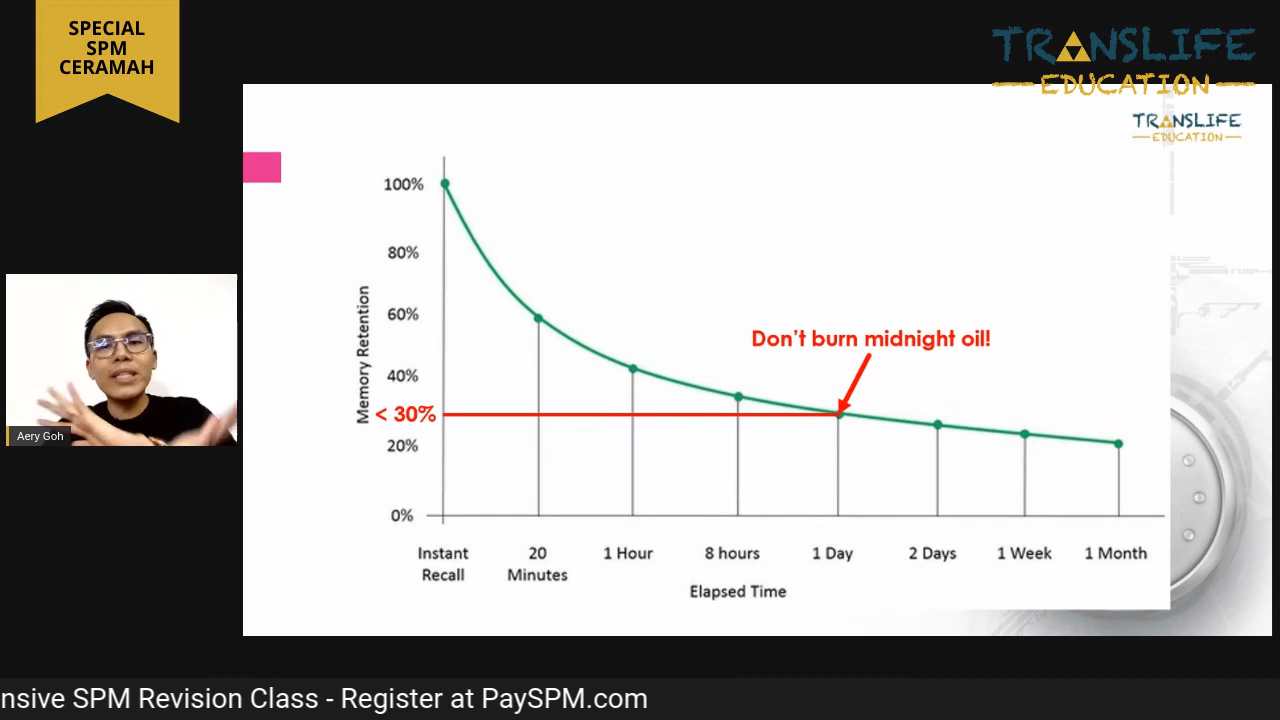 SPECIAL
SPM
CERAMAH
TRANSLIFE
EDUCATION
TRANSLIFE
EDUCATION
100%
80%
60%
40%
< 30%
20%
0%
Memory Retention
Don't burn midnight oil!
Instant
Recall
20
Minutes
1 Hour
8 hours
1 Day
2 Days
1 Week
1 Month
Elapsed Time
Aery Goh
nsive SPM Revision Class - Register at PaySPM.com